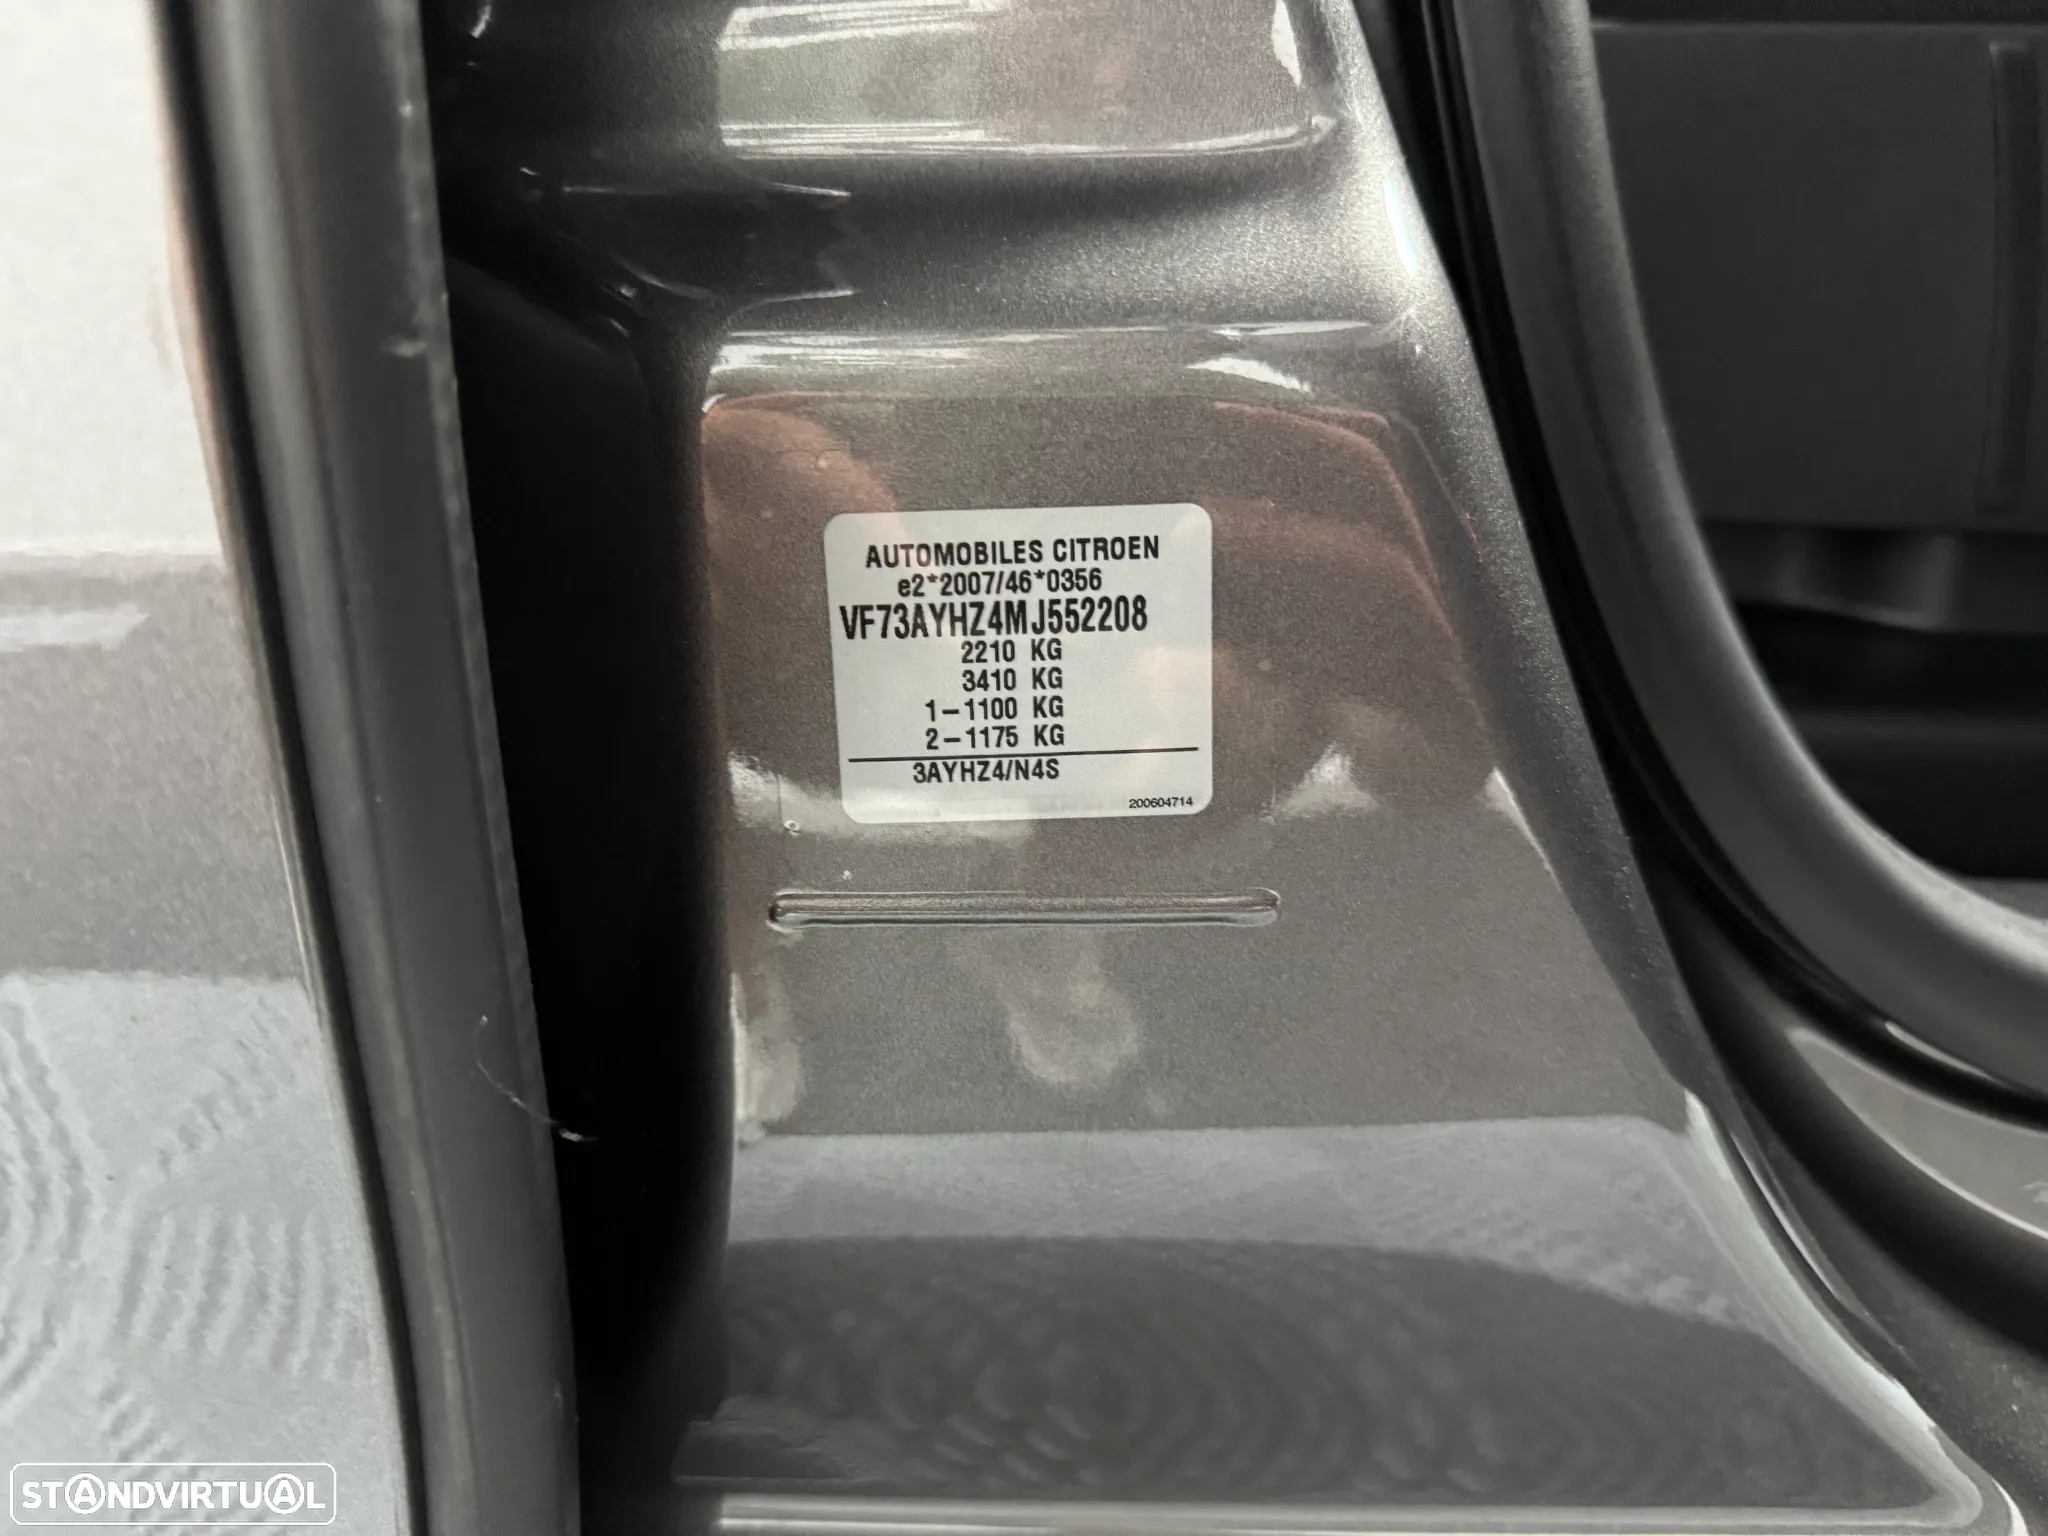 AUTOMOBILES CITROEN
e2*2007/46*0356
VF73AYHZ4MJ552208
2210 KG
3410 KG
1-1100 KG
2-1175 KG
3AYHZ4/N4S
200604714
STANDVIRTUAL